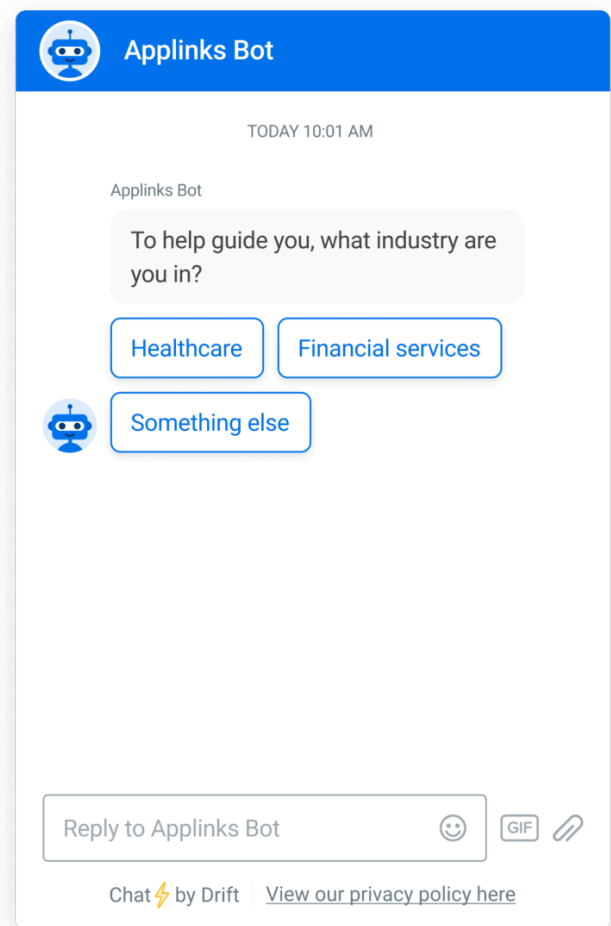 Applinks Bot
TODAY 10:01 AM
Applinks Bot
To help guide you, what industry are
you in?
Healthcare Financial services
Something else
Reply to Applinks Bot GIF
Chat⚡by Drift View our privacy policy here